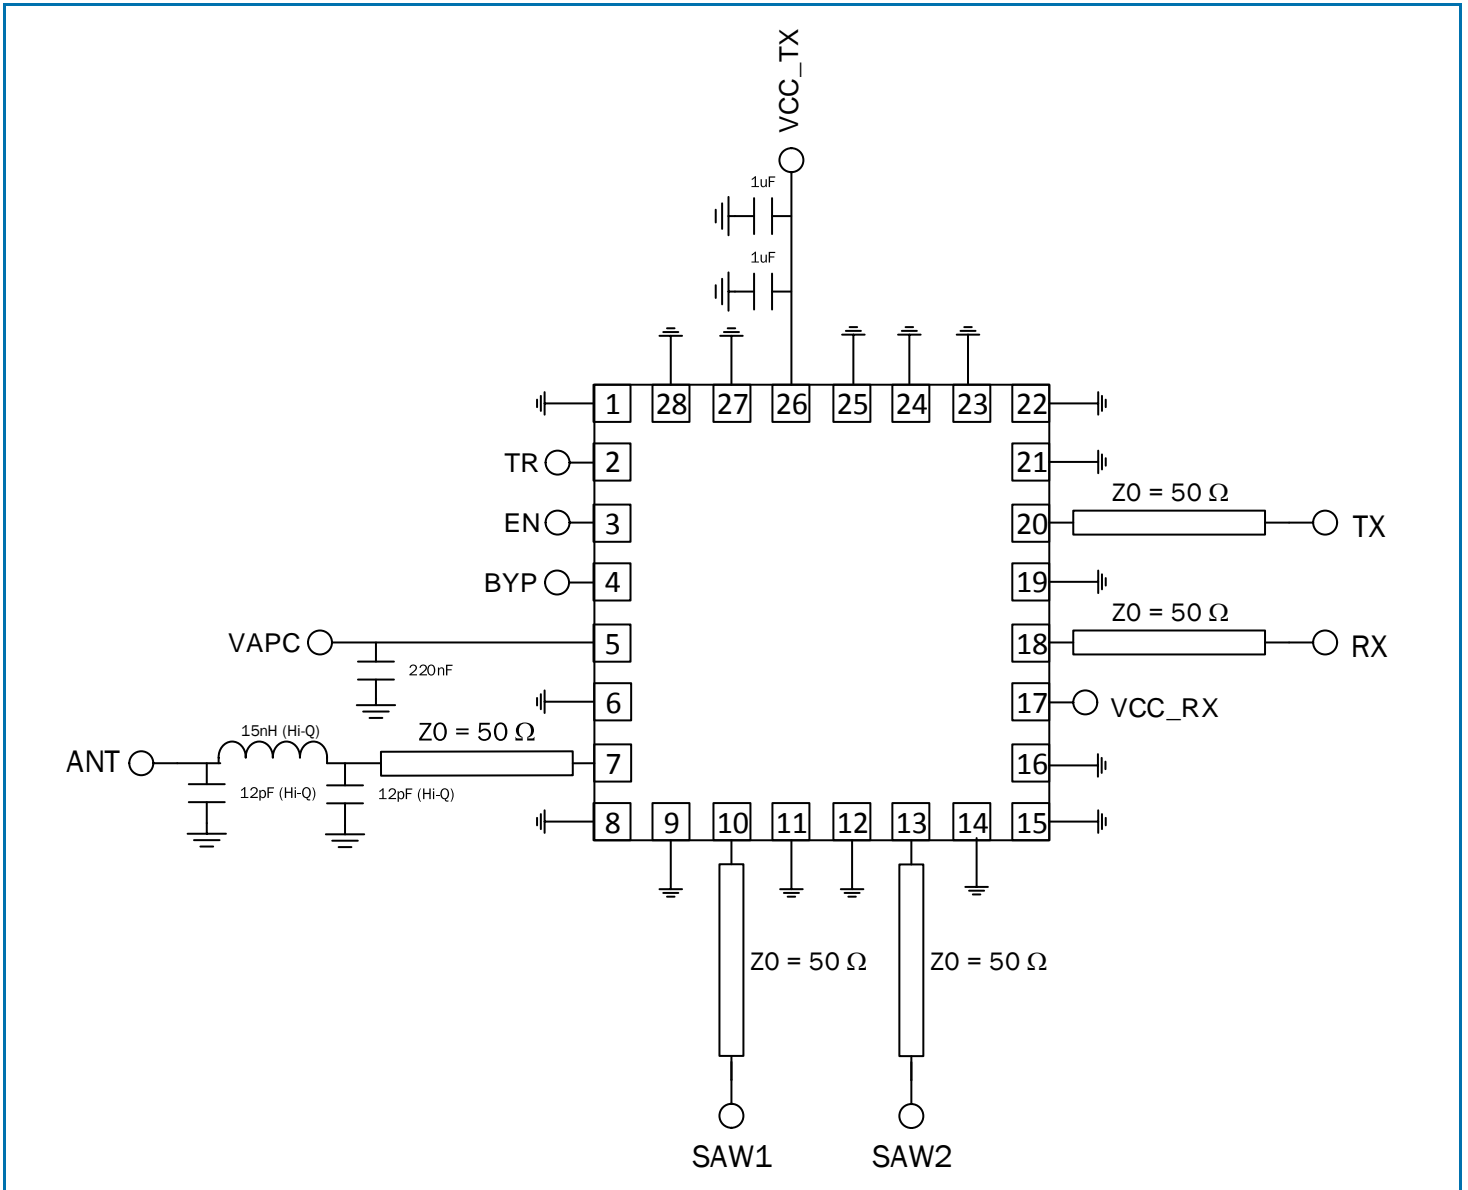 VCC_TX
1uF
1uF
1 28 27 26 25 24 23 22
TR 2 21
Z0 = 50 Ω
EN 3 20 TX
BYP 4 19
Z0 = 50 Ω
VAPC 5 18 RX
220nF
6 17 VCC_RX
15nH (Hi-Q) Z0 = 50 Ω
ANT 7 16
12pF (Hi-Q) 12pF (Hi-Q)
8 9 10 11 12 13 14 15
Z0 = 50 Ω Z0 = 50 Ω
SAW1 SAW2